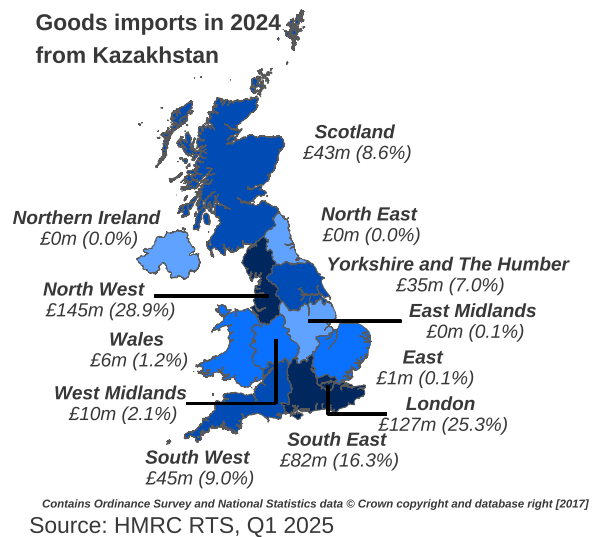 Goods imports in 2024
from Kazakhstan
Scotland
£43m (8.6%)
Northern Ireland
£0m (0.0%)
North East
£0m (0.0%)
Yorkshire and The Humber
£35m (7.0%)
North West
£145m (28.9%)
East Midlands
£0m (0.1%)
Wales
£6m (1.2%)
East
£1m (0.1%)
West Midlands
£10m (2.1%)
London
£127m (25.3%)
South East
£82m (16.3%)
South West
£45m (9.0%)
Contains Ordinance Survey and National Statistics data © Crown copyright and database right [2017]
Source: HMRC RTS, Q1 2025